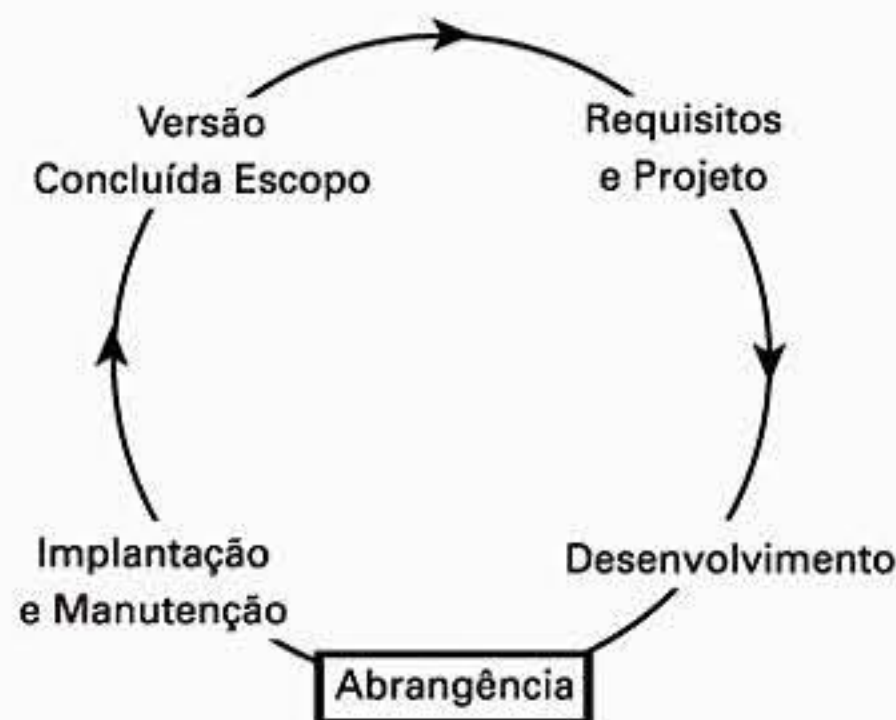 Versão
Concluída Escopo
Requisitos
e Projeto
Desenvolvimento
Abrangência
Implantação
e Manutenção